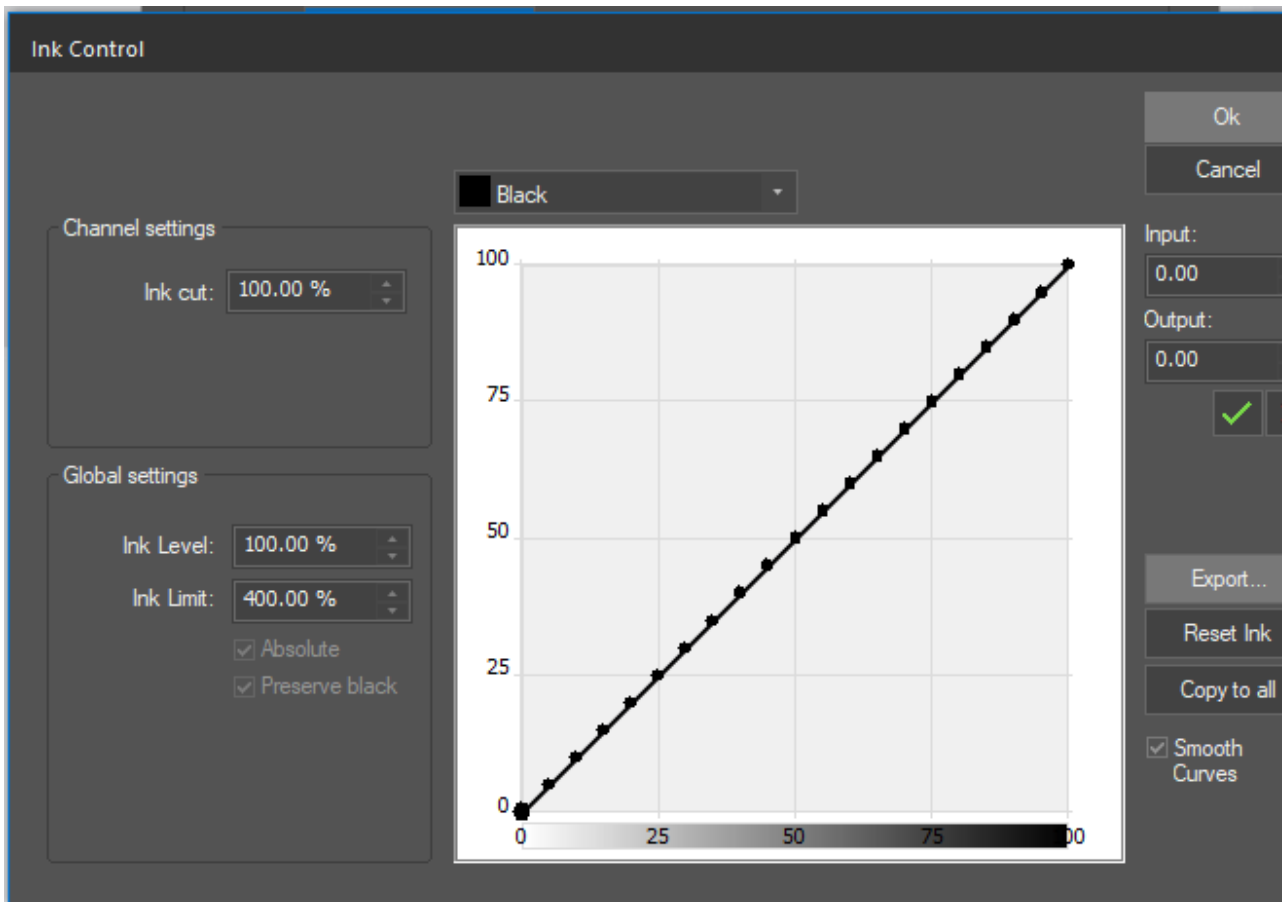 Ink Control
Ok
Cancel
Black
Channel settings
Ink cut: 100.00 %
Input:
0.00
Output:
0.00
100
75
50
25
0
0 25 50 75 00
Global settings
Ink Level: 100.00 %
Ink Limit: 400.00 %
Absolute
Preserve black
Export...
Reset Ink
Copy to all
Smooth
Curves